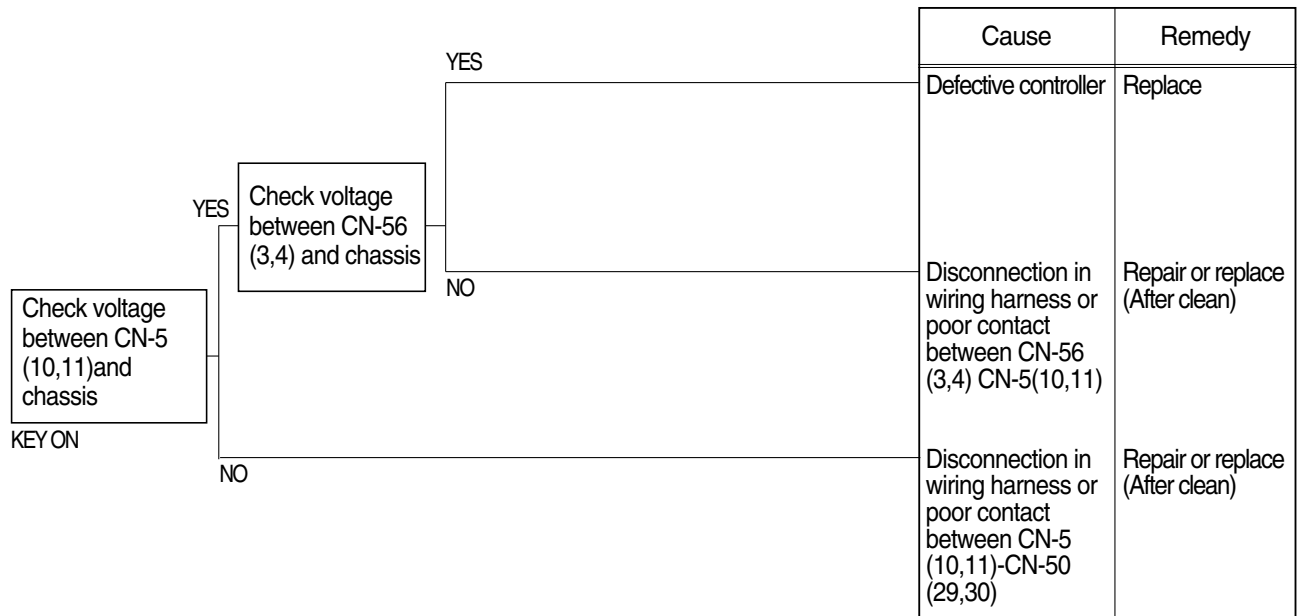 Cause
Remedy
YES
Defective controller
Replace
YES
Check voltage
between CN-56
(3,4) and chassis
NO
Disconnection in
wiring harness or
poor contact
between CN-56
(3,4) CN-5(10,11)
Repair or replace
(After clean)
Check voltage
between CN-5
(10,11)and
chassis
KEY ON
NO
Disconnection in
wiring harness or
poor contact
between CN-5
(10,11)-CN-50
(29,30)
Repair or replace
(After clean)